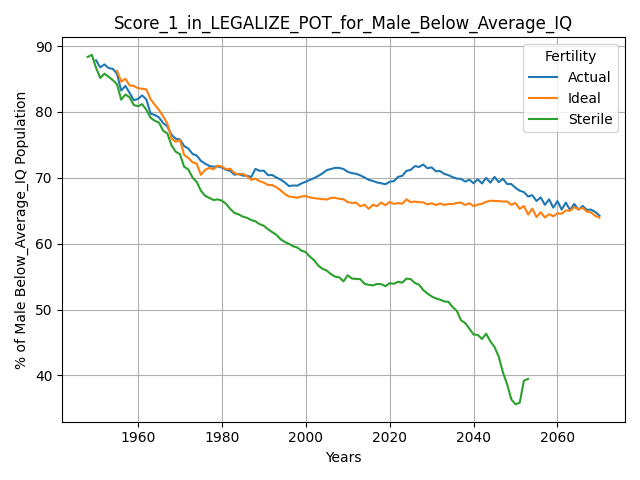 Score_1_in_LEGALIZE_POT_for_Male_Below_Average_IQ
% of Male Below_Average_IQ Population
90
80
70
60
50
40
Fertility
Actual
Ideal
Sterile
1960
1980
2000
2020
2040
2060
Years